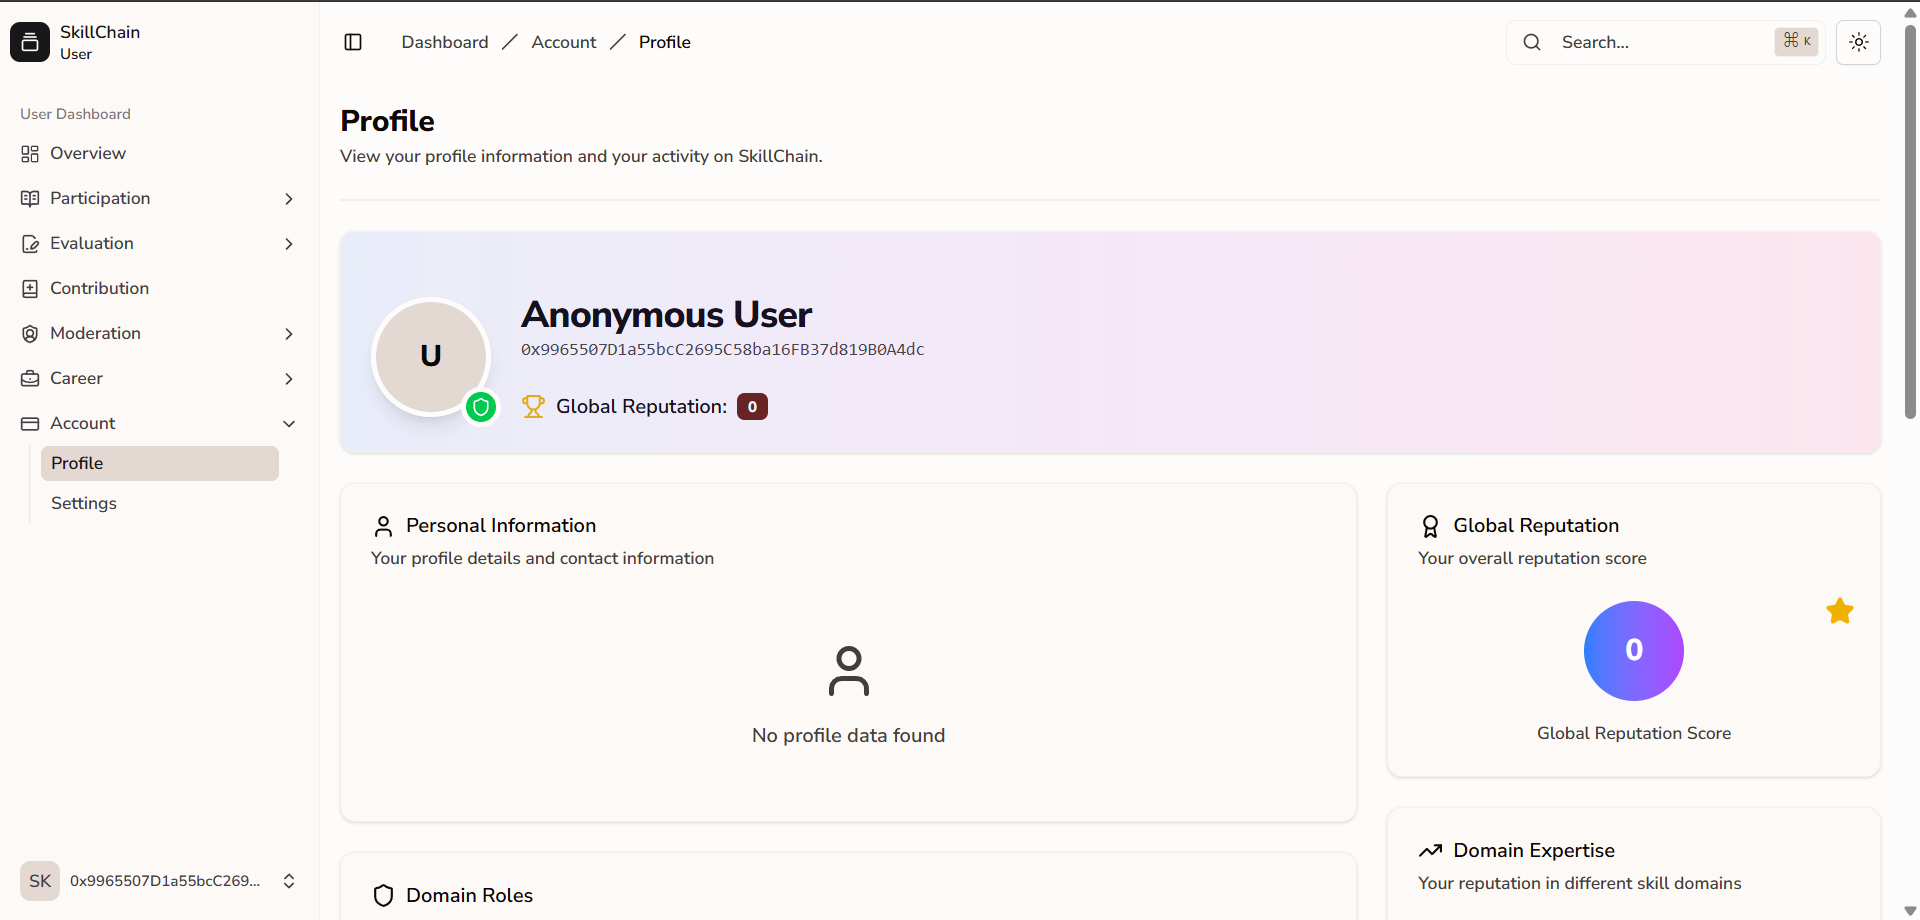 SkillChain
User
User Dashboard
Overview
Participation
Evaluation
Contribution
Moderation
Career
Account
Profile
Settings
SK
0x9965507D1a55bcC269...
Dashboard / Account / Profile
Search...
⌘ K
Profile
View your profile information and your activity on SkillChain.
U
Anonymous User
0x9965507D1a55bcC2695C58ba16FB37d819B0A4dc
Global Reputation: 0
Personal Information
Your profile details and contact information
No profile data found
Domain Roles
Global Reputation
Your overall reputation score
0
Global Reputation Score
Domain Expertise
Your reputation in different skill domains